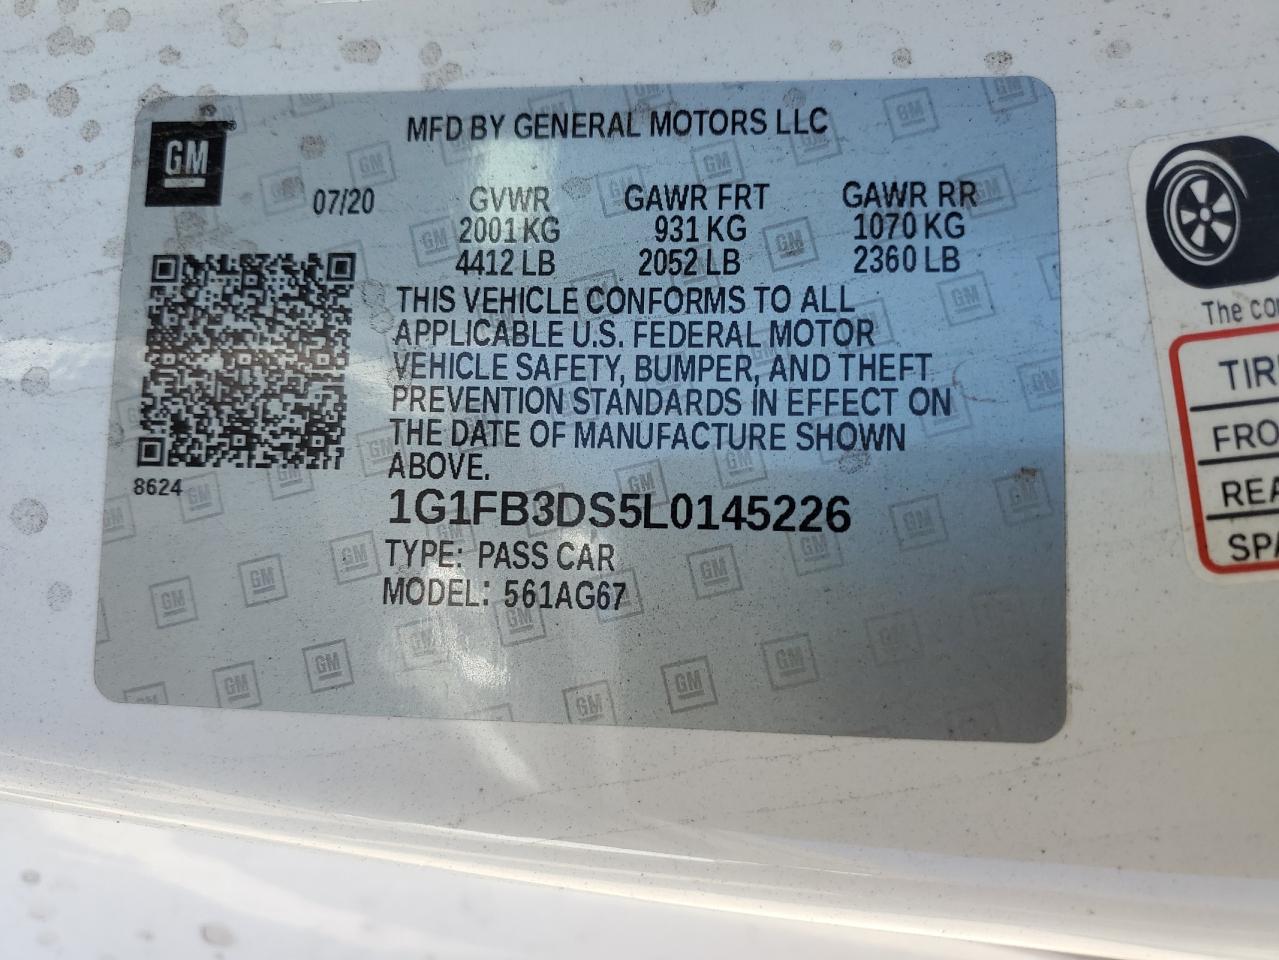 MFD BY GENERAL MOTORS LLC
GM
07/20
GVWR GAWR FRT GAWR RR
2001 KG 931 KG 1070 KG
4412 LB 2052 LB 2360 LB
THIS VEHICLE CONFORMS TO ALL
APPLICABLE U.S. FEDERAL MOTOR
VEHICLE SAFETY, BUMPER, AND THEFT
PREVENTION STANDARDS IN EFFECT ON
THE DATE OF MANUFACTURE SHOWN
ABOVE.
8624
1G1FB3DS5L0145226
TYPE: PASS CAR
MODEL: 561AG67
The co
TIR
FRO
REA
SPA